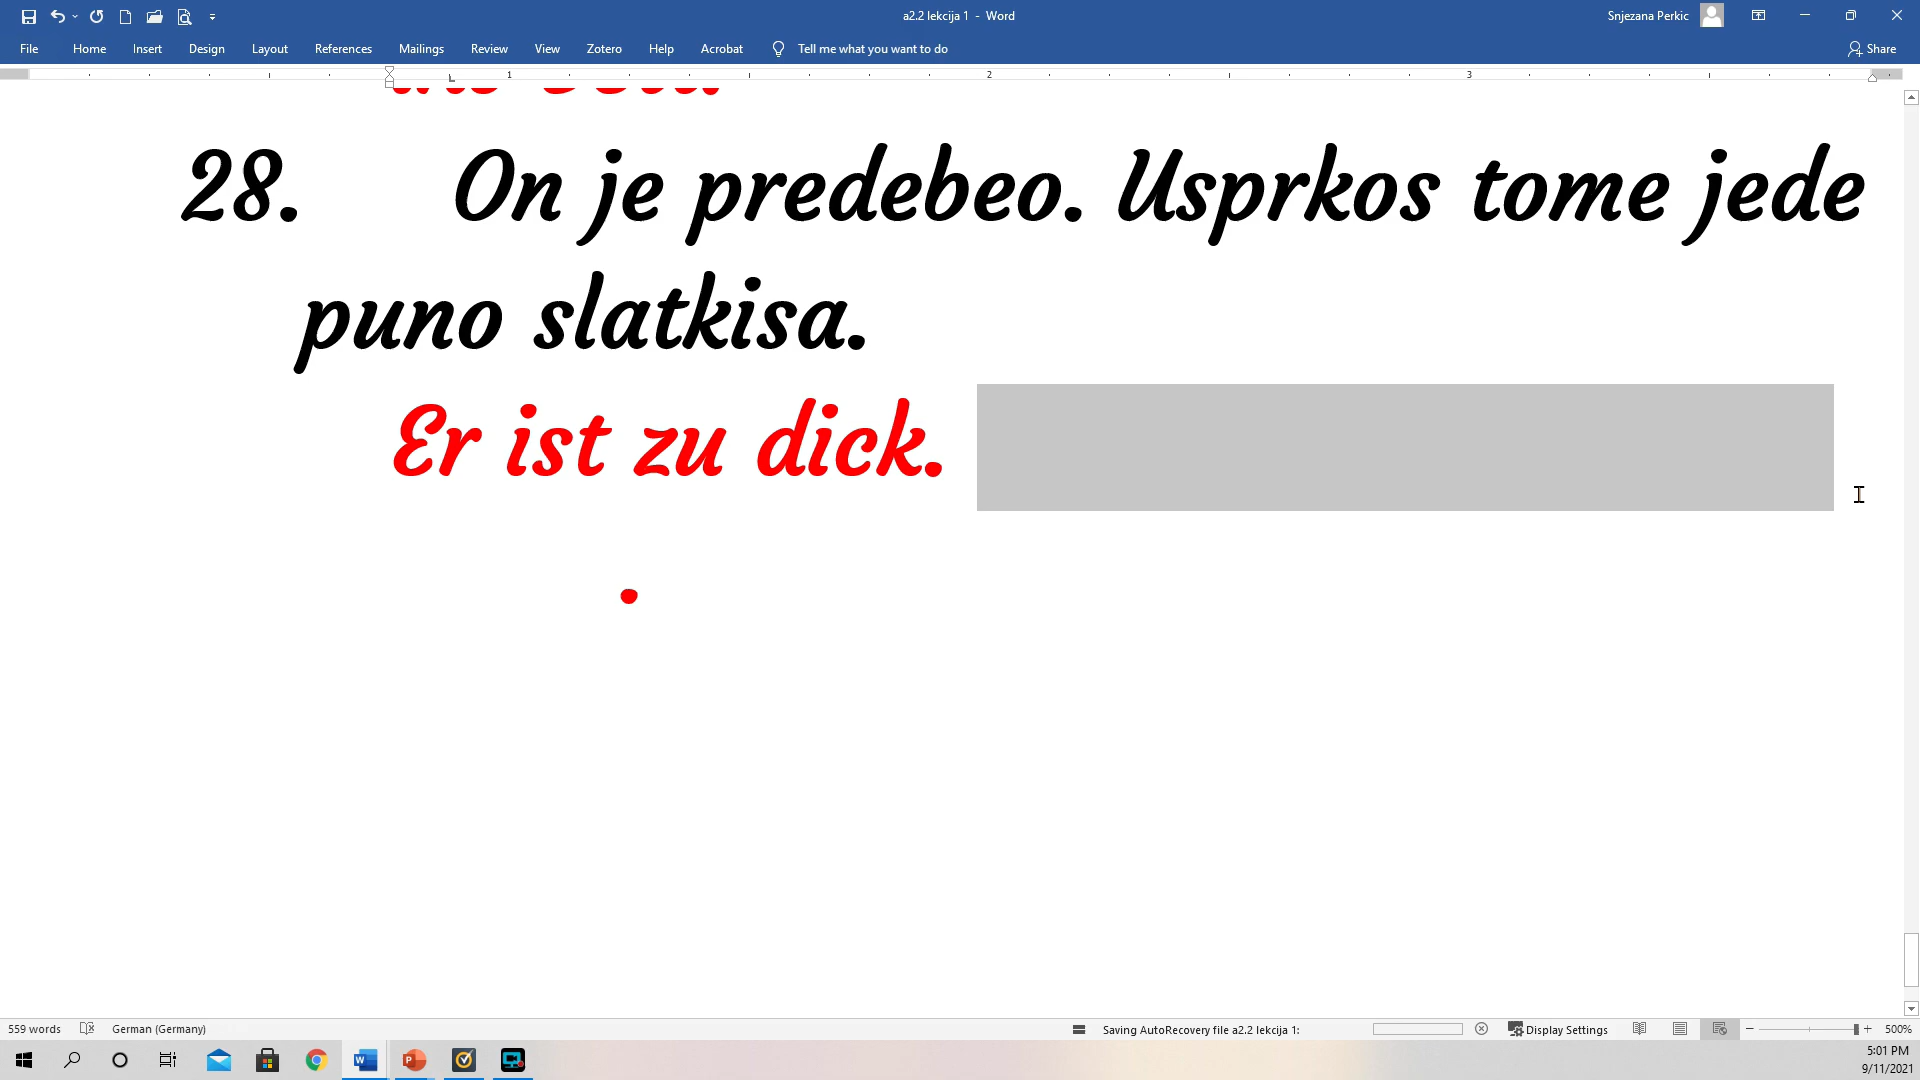 a2.2 lekcija 1 - Word
Snjezana Perkic
File Home Insert Design Layout References Mailings Review View Zotero Help Acrobat Tell me what you want to do Share
1 2 3
28. On je predebeo. Usprkos tome jede
puno slatkisa.
Er ist zu dick.
.
559 words German (Germany) Saving AutoRecovery file a2.2 lekcija 1: Display Settings 500%
5:01 PM
9/11/2021